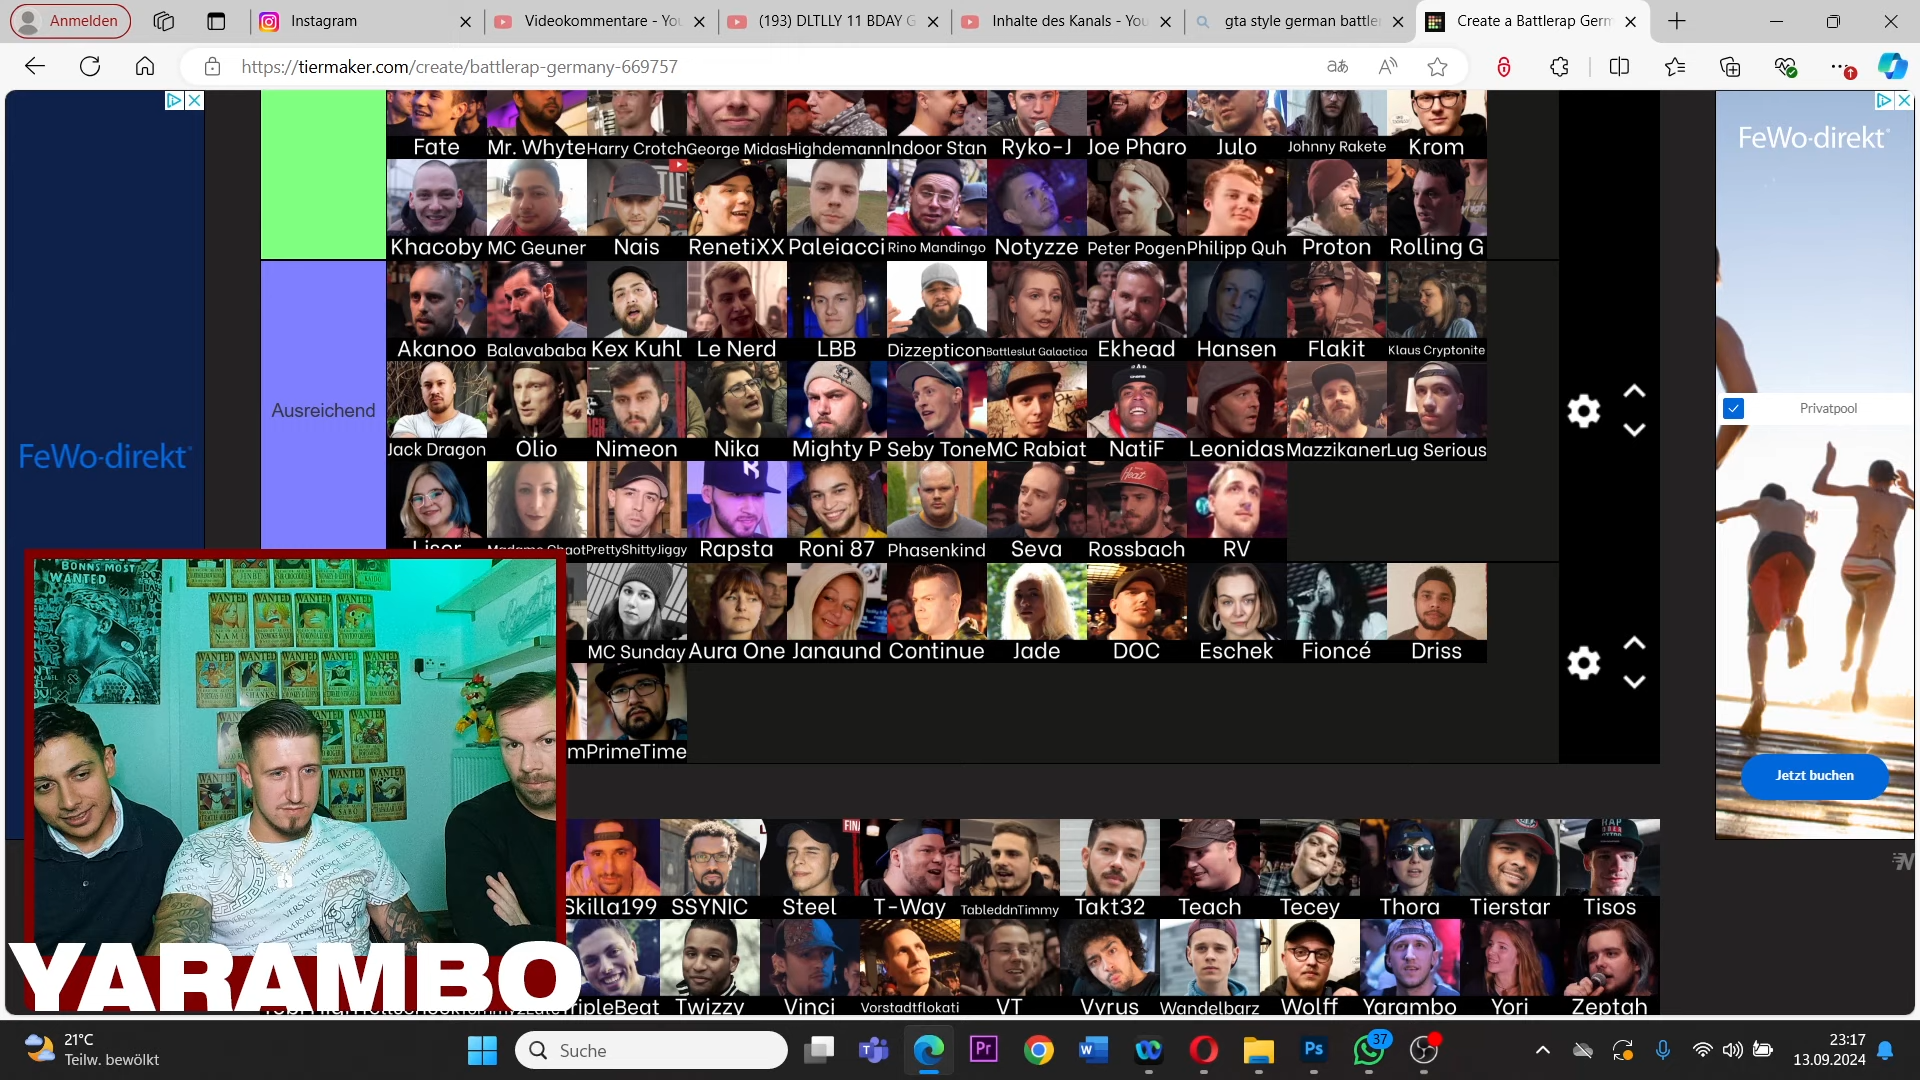 Anmelden
Instagram
Videokommentare - You
(193) DLTLLY 11 BDAY G
Inhalte des Kanals - You
gta style german battler
Create a Battlerap Germ
https://tiermaker.com/create/battlerap-germany-669757
FeWo-direkt
Fate Mr. Whyte Harry Crotch George Midas Highdemann Indoor Stan Ryko-J Joe Pharo Julo Johnny Rakete Krom
Khacoby MC Geuner Nais RenetiXX Paleiacci Rino Mandingo Notyzze Peter Pogen Philipp Quh Proton Rolling G
Akanoo Balavababa Kex Kuhl Le Nerd LBB Dizzepticon Battleslut Galactica Ekhead Hansen Flakit Klaus Cryptonite
Privatpool
Ausreichend
Jack Dragon Olio Nimeon Nika Mighty P Seby Tone MC Rabiat NatiF Leonidas Mazzikaner Lug Serious
FeWo-direkt
PrettyShittyJiggy Rapsta Roni 87 Phasenkind Seva Rossbach RV
BONNS MOST
WANTED
MC Sunday Aura One Janaund Continue Jade DOC Eschek Fioncé Driss
mPrimeTime
Jetzt buchen
Skilla199 SSYNIC Steel T-Way TableddnTimmy Takt32 Teach Tecey Thora Tierstar Tisos
YARAMBO
TripleBeat Twizzy Vinci Vorstadtflokati VT Vyrus Wandelbarz Wolff Yarambo Yori Zeptah
21°C
Teilw. bewölkt
Suche
37
23:17
13.09.2024